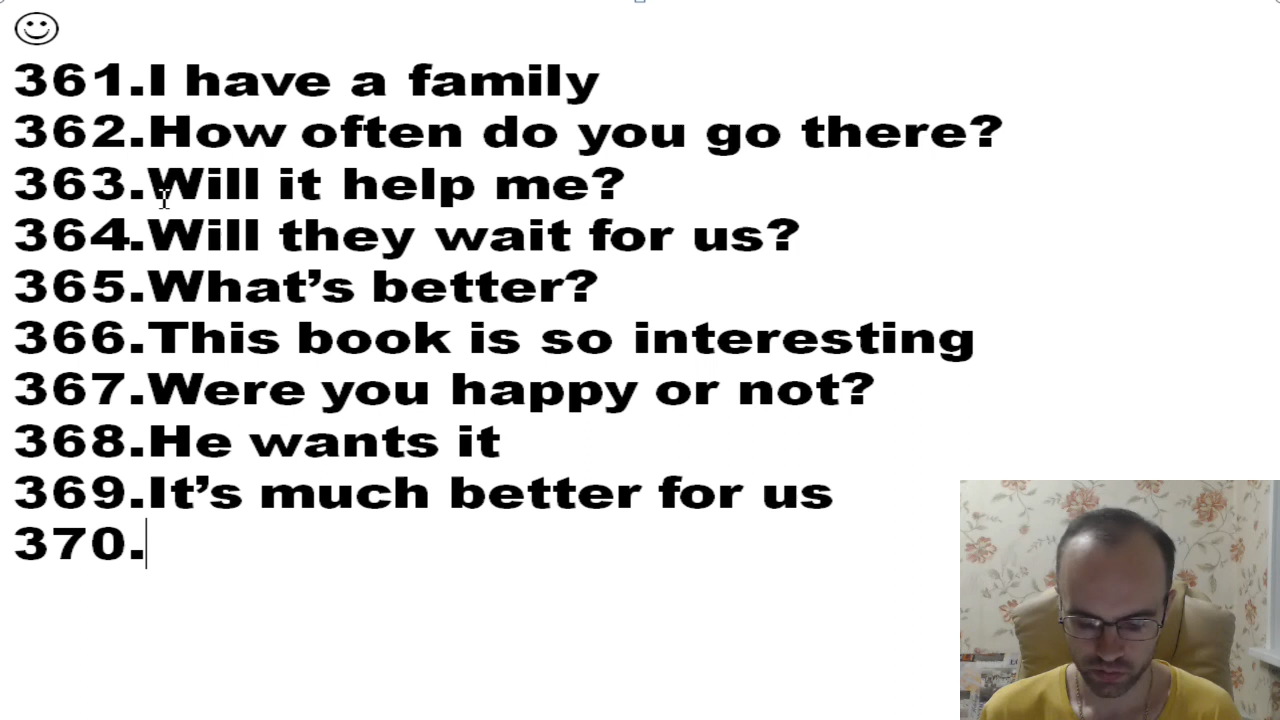 361.I have a family
362.How often do you go there?
363.Will it help me?
364.Will they wait for us?
365.What’s better?
366.This book is so interesting
367.Were you happy or not?
368.He wants it
369.It’s much better for us
370.